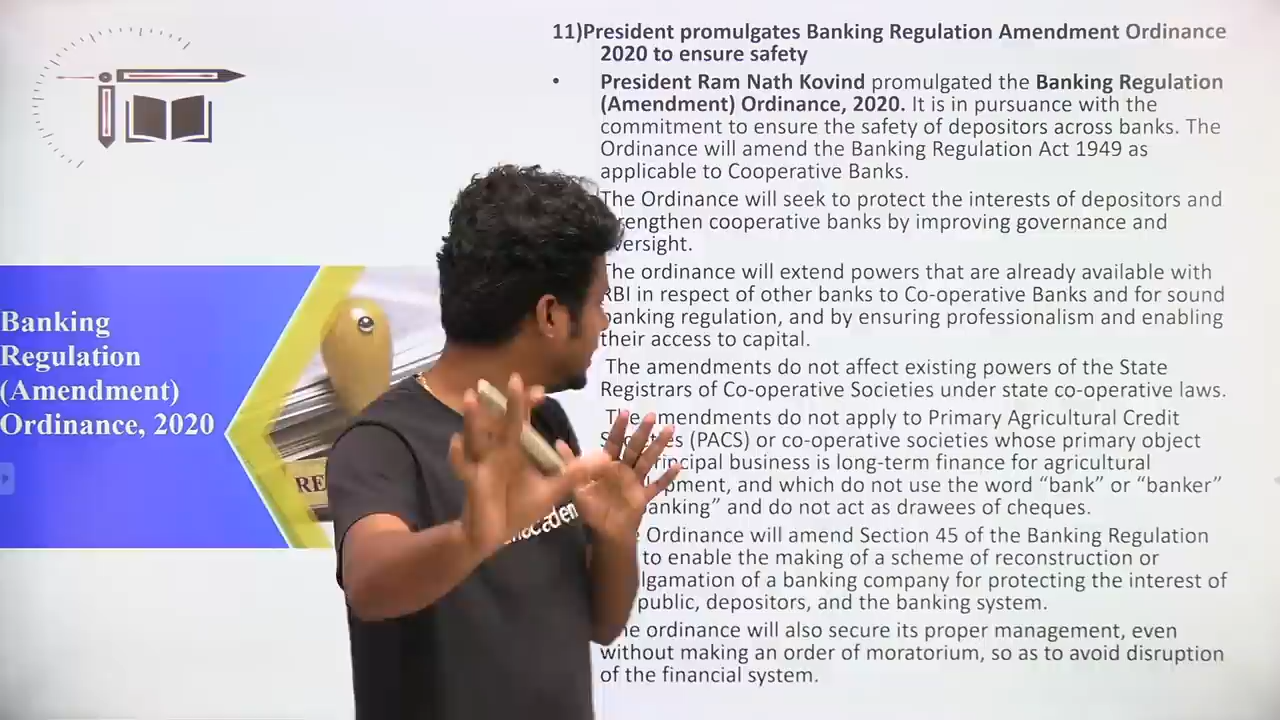 11)President promulgates Banking Regulation Amendment Ordinance
2020 to ensure safety
• President Ram Nath Kovind promulgated the Banking Regulation
(Amendment) Ordinance, 2020. It is in pursuance with the
commitment to ensure the safety of depositors across banks. The
Ordinance will amend the Banking Regulation Act 1949 as
applicable to Cooperative Banks.
The Ordinance will seek to protect the interests of depositors and
rengthen cooperative banks by improving governance and
versight.
The ordinance will extend powers that are already available with
RBI in respect of other banks to Co-operative Banks and for sound
banking regulation, and by ensuring professionalism and enabling
their access to capital.
The amendments do not affect existing powers of the State
Registrars of Co-operative Societies under state co-operative laws.
The amendments do not apply to Primary Agricultural Credit
(PACS) or co-operative societies whose primary object
business is long-term finance for agricultural
and which do not use the word “bank” or “banker”
and do not act as drawees of cheques.
Ordinance will amend Section 45 of the Banking Regulation
to enable the making of a scheme of reconstruction or
of a banking company for protecting the interest of
public, depositors, and the banking system.
ordinance will also secure its proper management, even
without making an order of moratorium, so as to avoid disruption
of the financial system.
Banking
Regulation
(Amendment)
Ordinance, 2020
RE